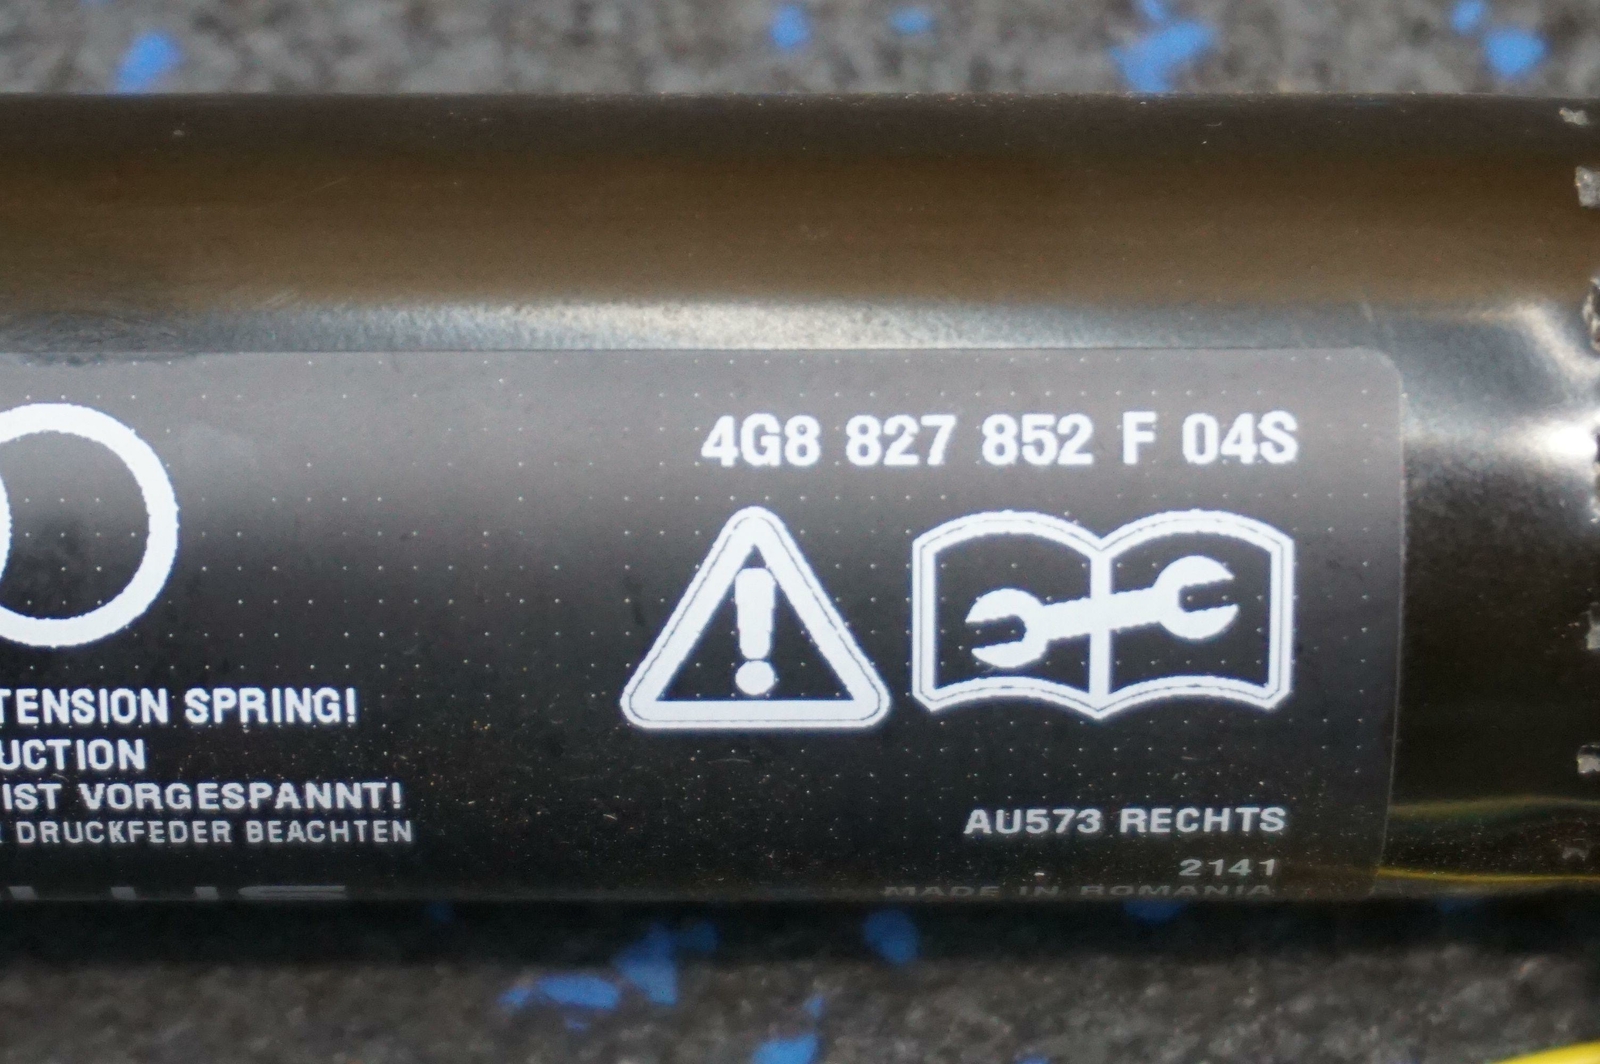 4G8 827 852 F 04S
TENSION SPRING!
UCTION
IST VORGESPANNT!
DRUCKFEDER BEACHTEN
AU573 RECHTS
2141
MADE IN ROMANIA